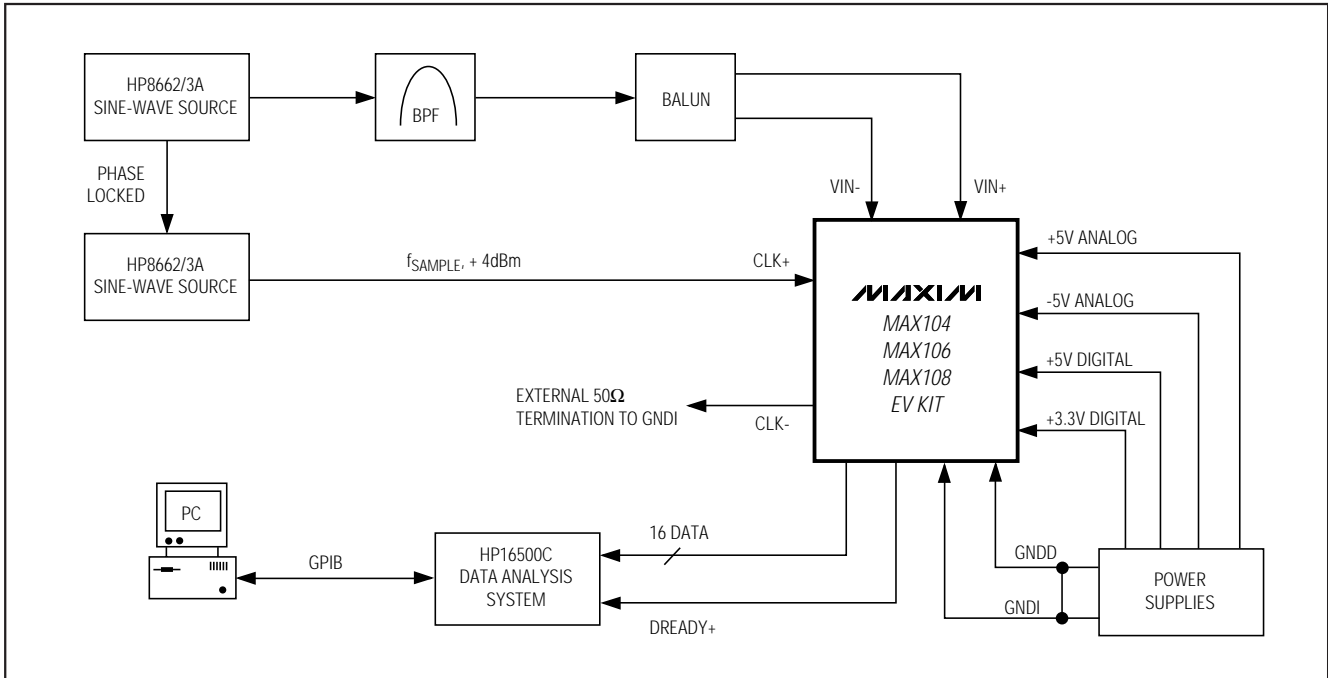 HP8662/3A
SINE-WAVE SOURCE
BPF
BALUN
PHASE
LOCKED
VIN-
VIN+
HP8662/3A
SINE-WAVE SOURCE
fSAMPLE, + 4dBm
CLK+
MAXIM
MAX104
MAX106
MAX108
EV KIT
+5V ANALOG
-5V ANALOG
+5V DIGITAL
+3.3V DIGITAL
EXTERNAL 50Ω
TERMINATION TO GNDI
CLK-
PC
GPIB
HP16500C
DATA ANALYSIS
SYSTEM
16 DATA
DREADY+
GNDD
GNDI
POWER
SUPPLIES